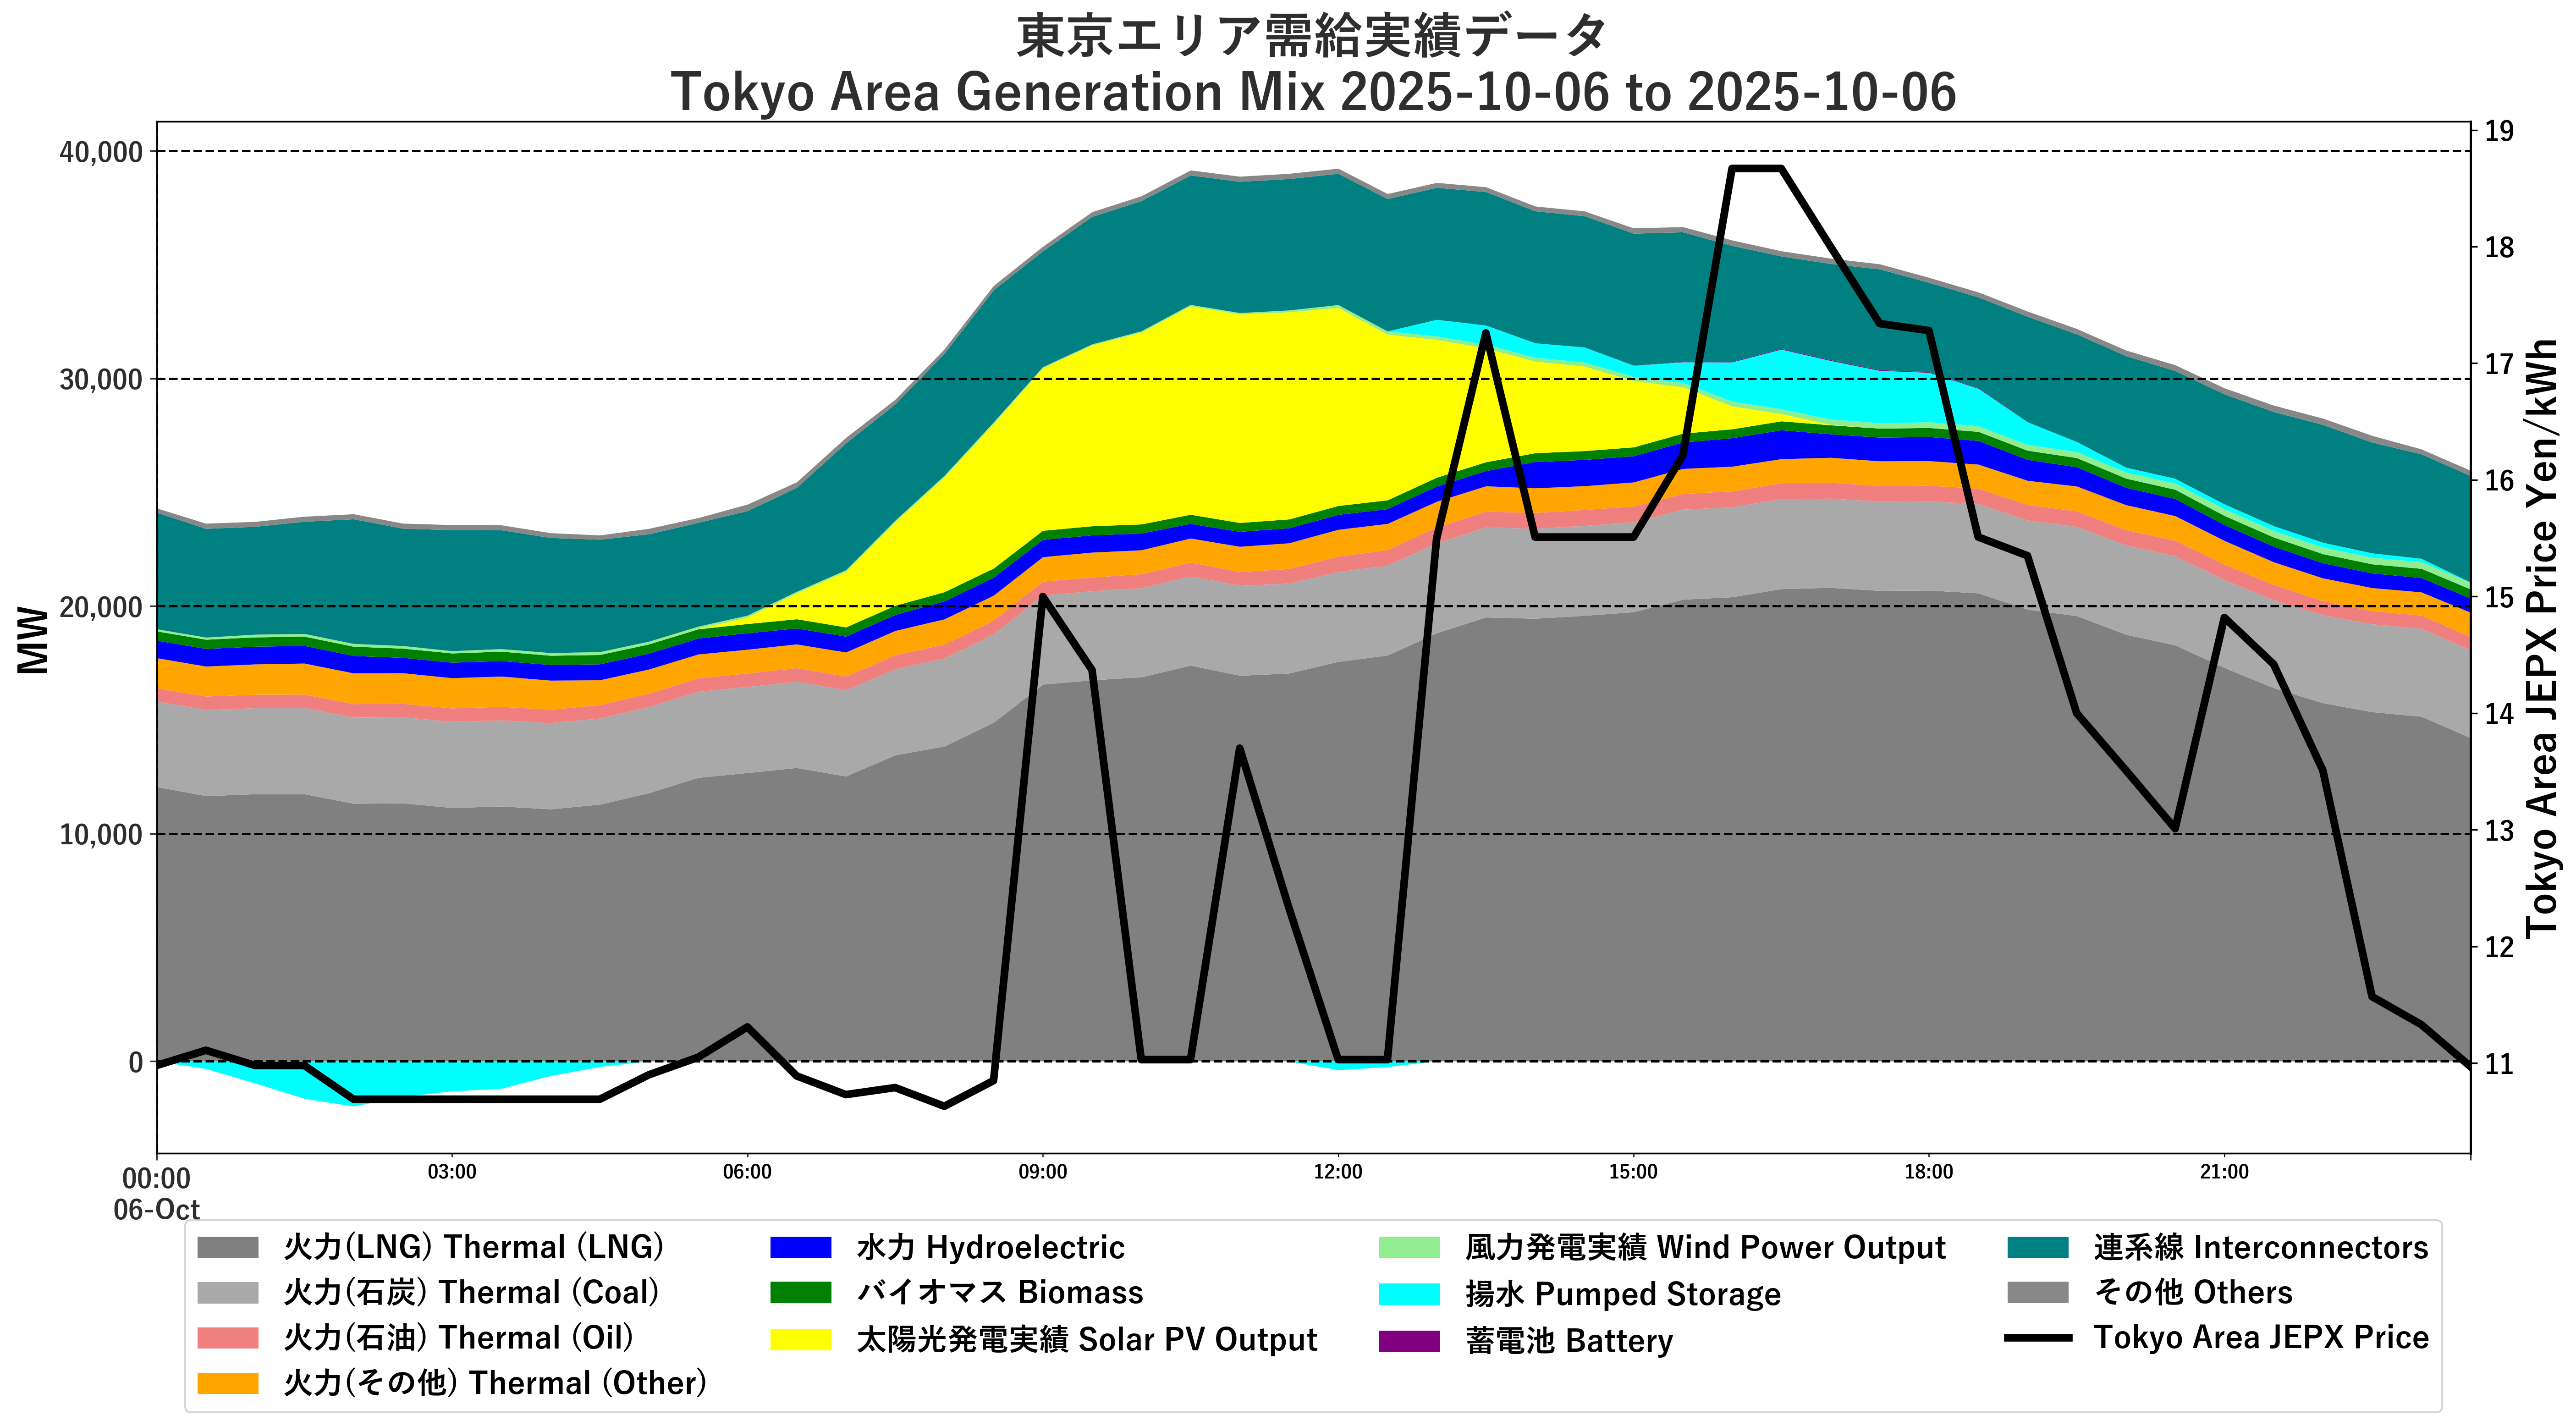 東京エリア需給実績データ
Tokyo Area Generation Mix 2025-10-06 to 2025-10-06
MW
40,000
30,000
20,000
10,000
0
19
18
17
16
15
14
13
12
11
Tokyo Area JEPX Price Yen/kWh
00:00
06-Oct
03:00
06:00
09:00
12:00
15:00
18:00
21:00
火力(LNG) Thermal (LNG)
火力(石炭) Thermal (Coal)
火力(石油) Thermal (Oil)
火力(その他) Thermal (Other)
水力 Hydroelectric
バイオマス Biomass
太陽光発電実績 Solar PV Output
風力発電実績 Wind Power Output
揚水 Pumped Storage
蓄電池 Battery
連系線 Interconnectors
その他 Others
Tokyo Area JEPX Price